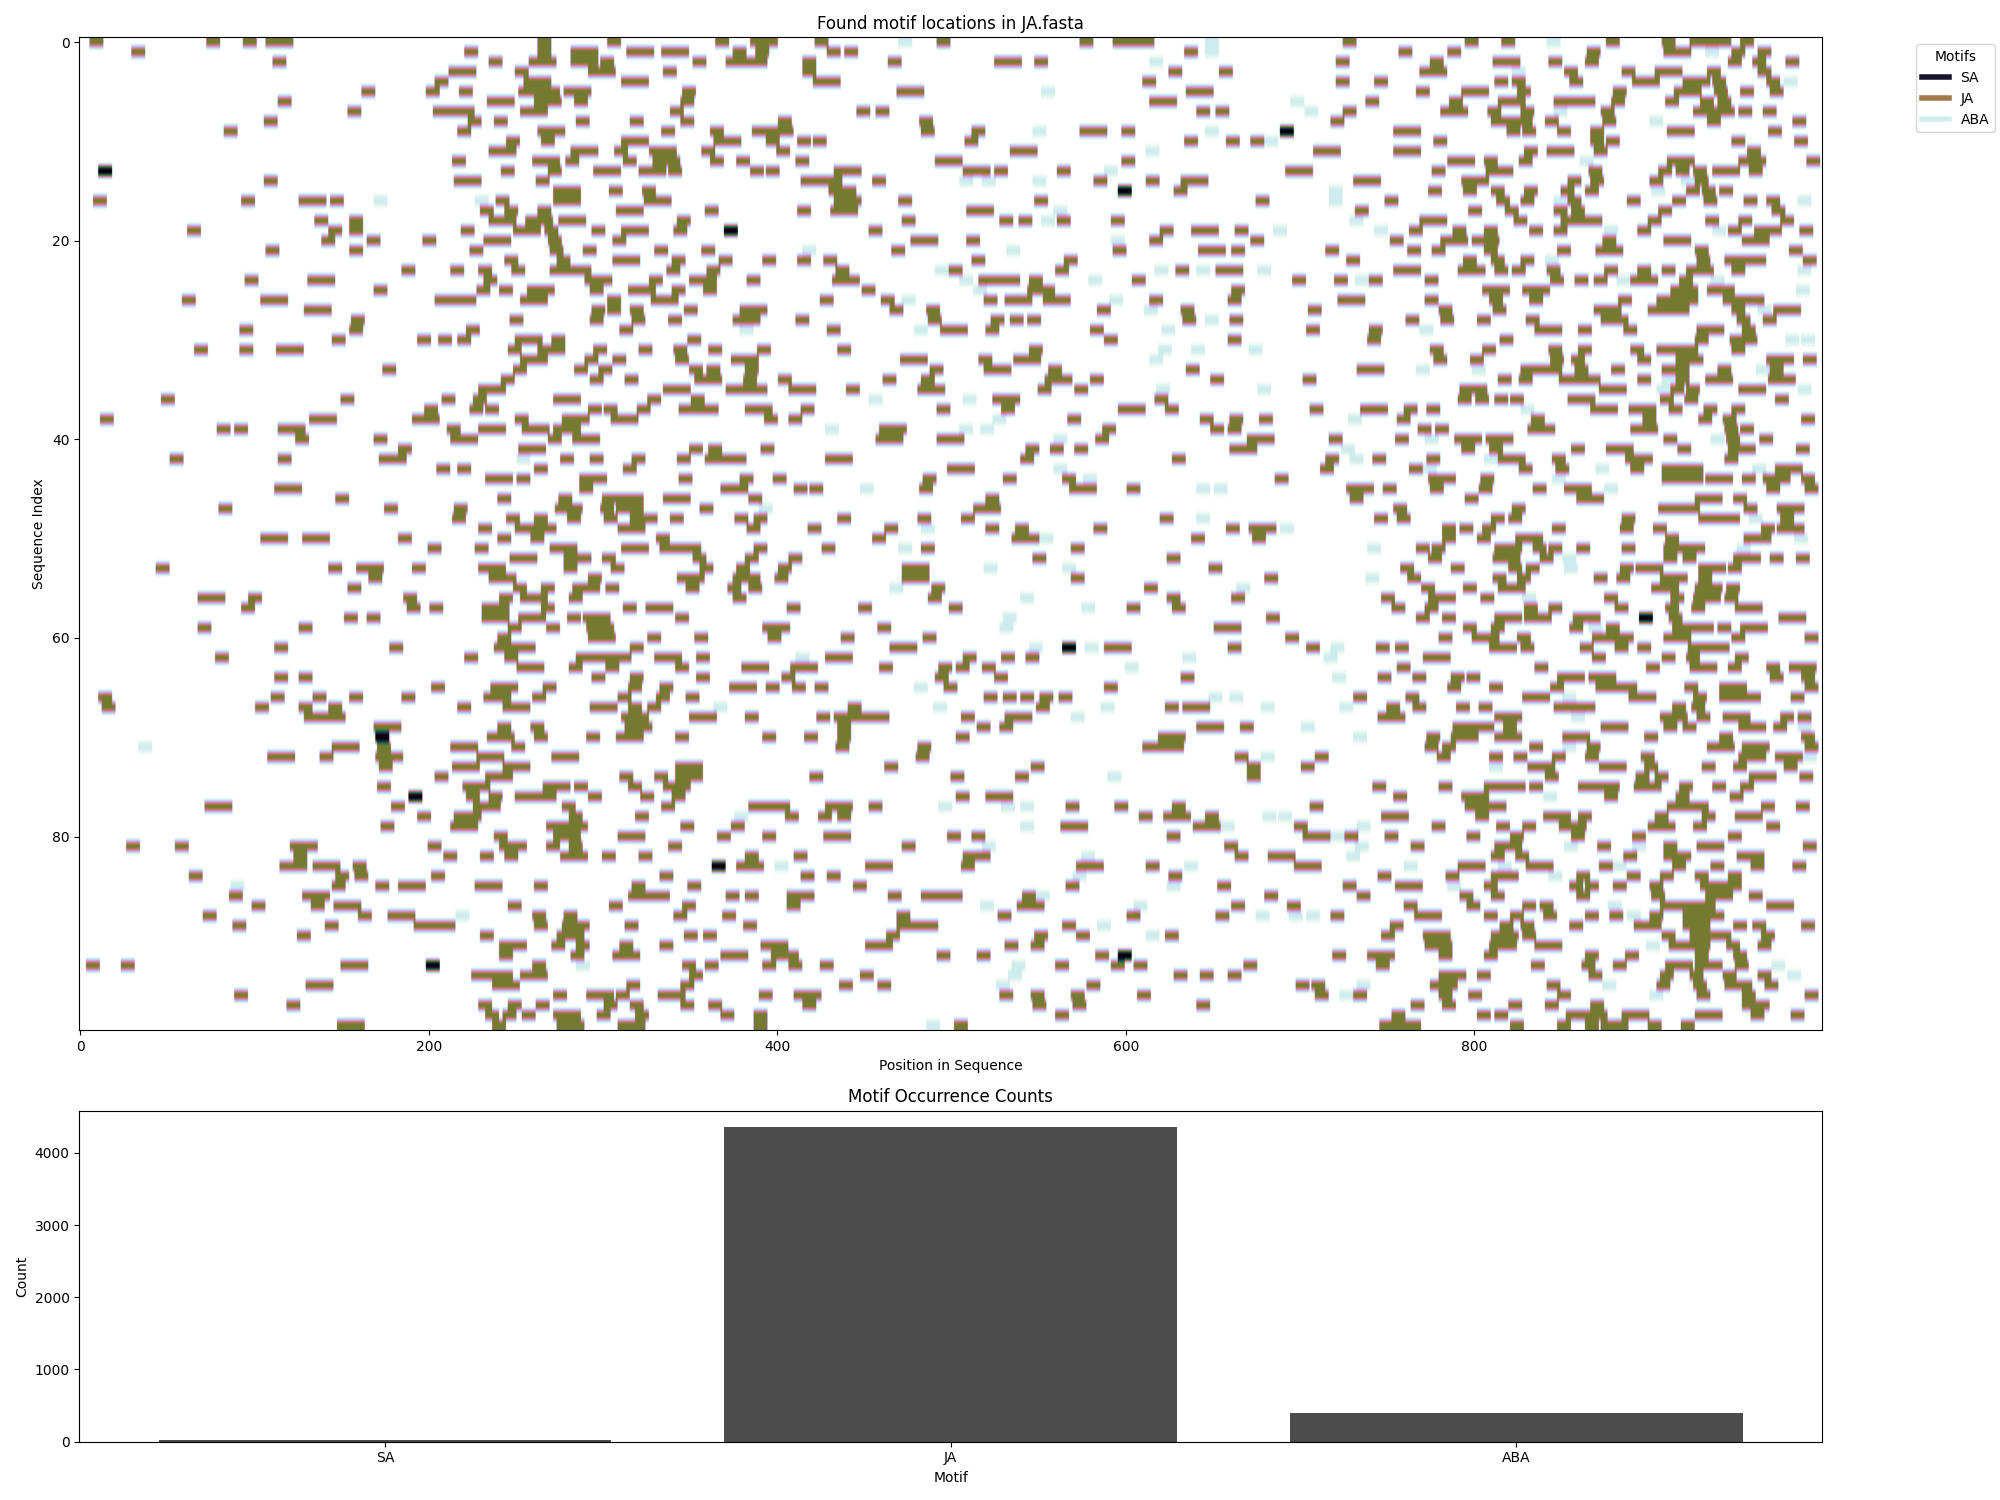 Found motif locations in JA.fasta
Motifs
SA
JA
ABA
Sequence Index
0
20
40
60
80
0 200 400 600 800
Position in Sequence
Motif Occurrence Counts
Count
4000
3000
2000
1000
0
SA JA ABA
Motif